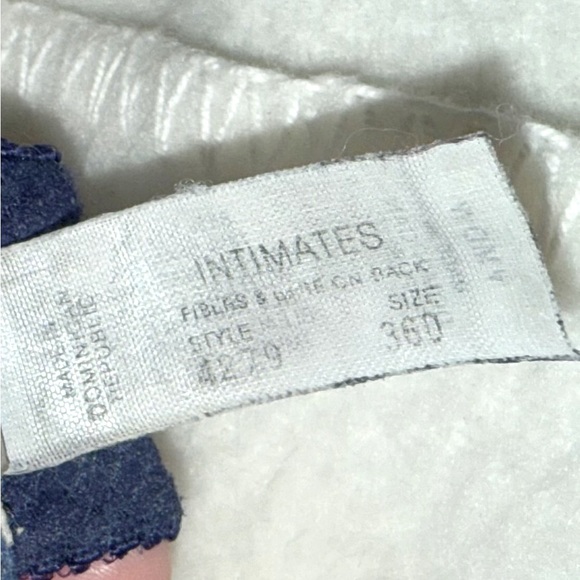 MADE IN
DOMINICAN
REPUBLIC
INTIMATES
FIBERS & CARE ON BACK
STYLE SIZE
4279 36D